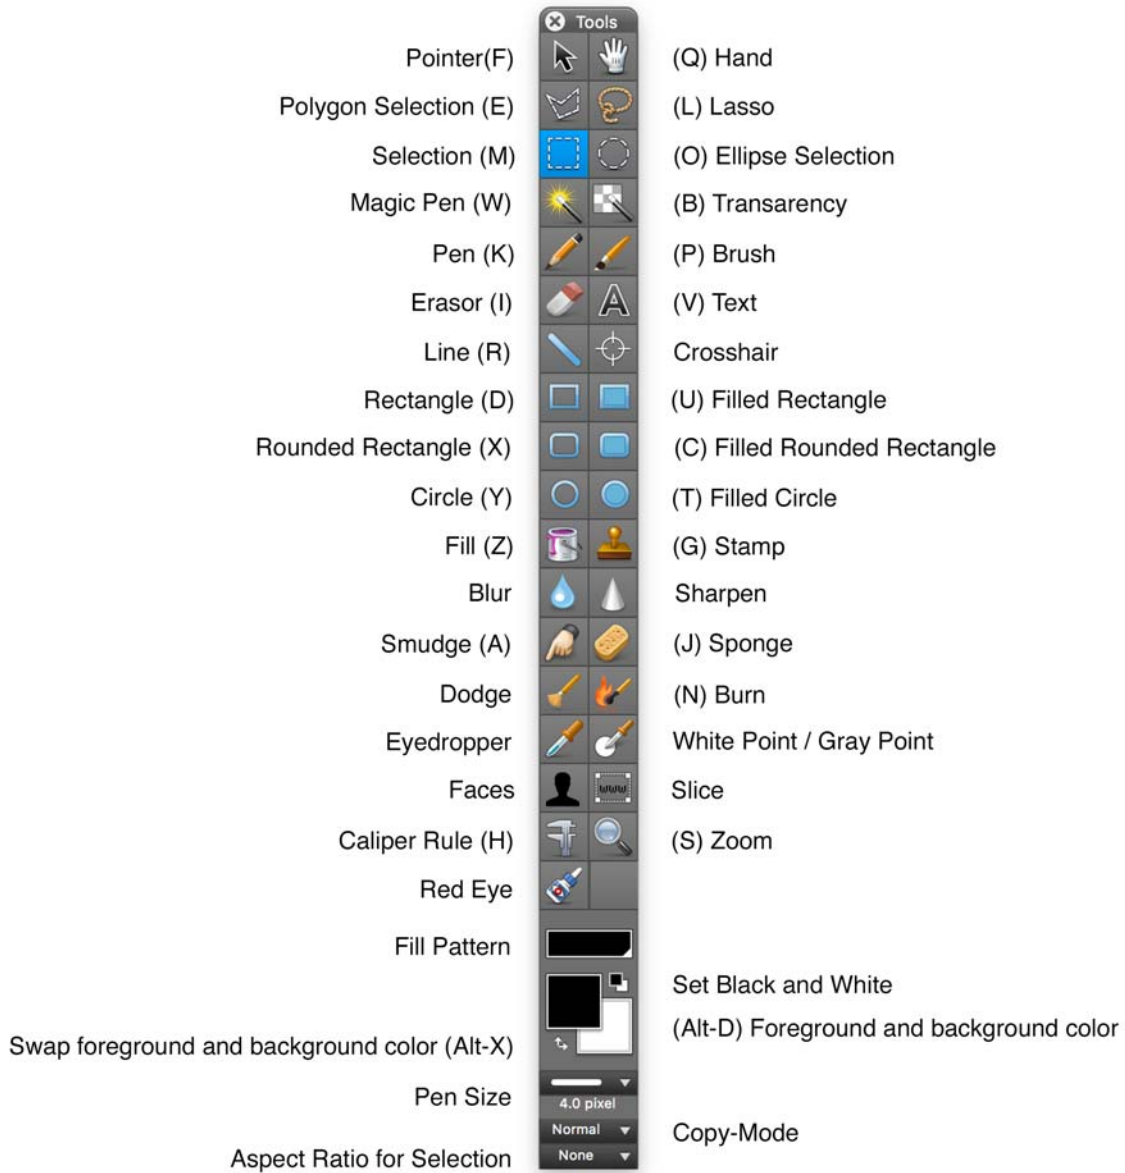 Tools
Pointer(F)
(Q) Hand
Polygon Selection (E)
(L) Lasso
Selection (M)
(O) Ellipse Selection
Magic Pen (W)
(B) Transarency
Pen (K)
(P) Brush
Erasor (I)
A
(V) Text
Line (R)
Crosshair
Rectangle (D)
(U) Filled Rectangle
Rounded Rectangle (X)
(C) Filled Rounded Rectangle
Circle (Y)
(T) Filled Circle
Fill (Z)
(G) Stamp
Blur
Sharpen
Smudge (A)
(J) Sponge
Dodge
(N) Burn
Eyedropper
White Point / Gray Point
Faces
www
Slice
Caliper Rule (H)
(S) Zoom
Red Eye
Fill Pattern
Set Black and White
(Alt-D) Foreground and background color
Swap foreground and background color (Alt-X)
Pen Size
4.0 pixel
Normal
Copy-Mode
Aspect Ratio for Selection
None